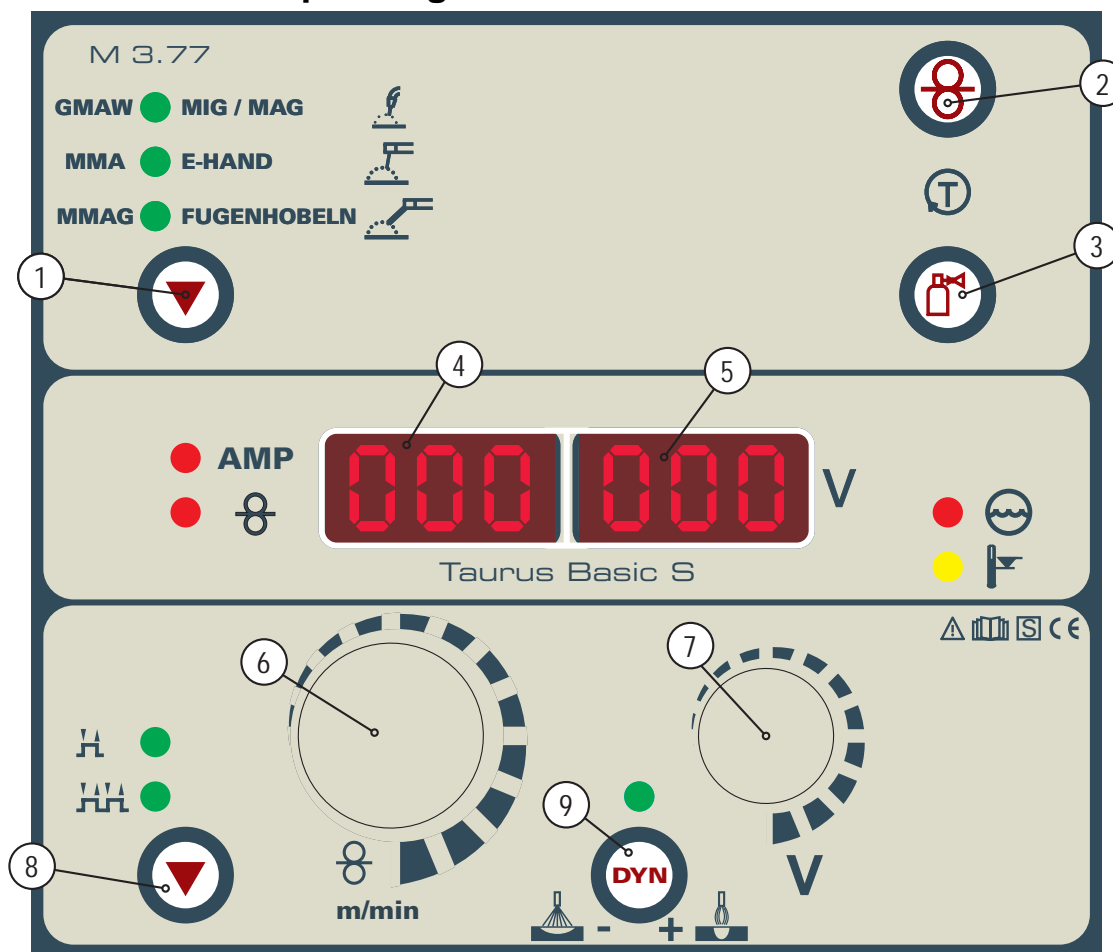 M 3.77
GMAW MIG / MAG
MMA E-HAND
MMAG FUGENHOBELN
T
1
2
3
4
5
AMP
000 000 V
Taurus Basic S
6
7
S CE
8
9
m/min
DYN
- +
V